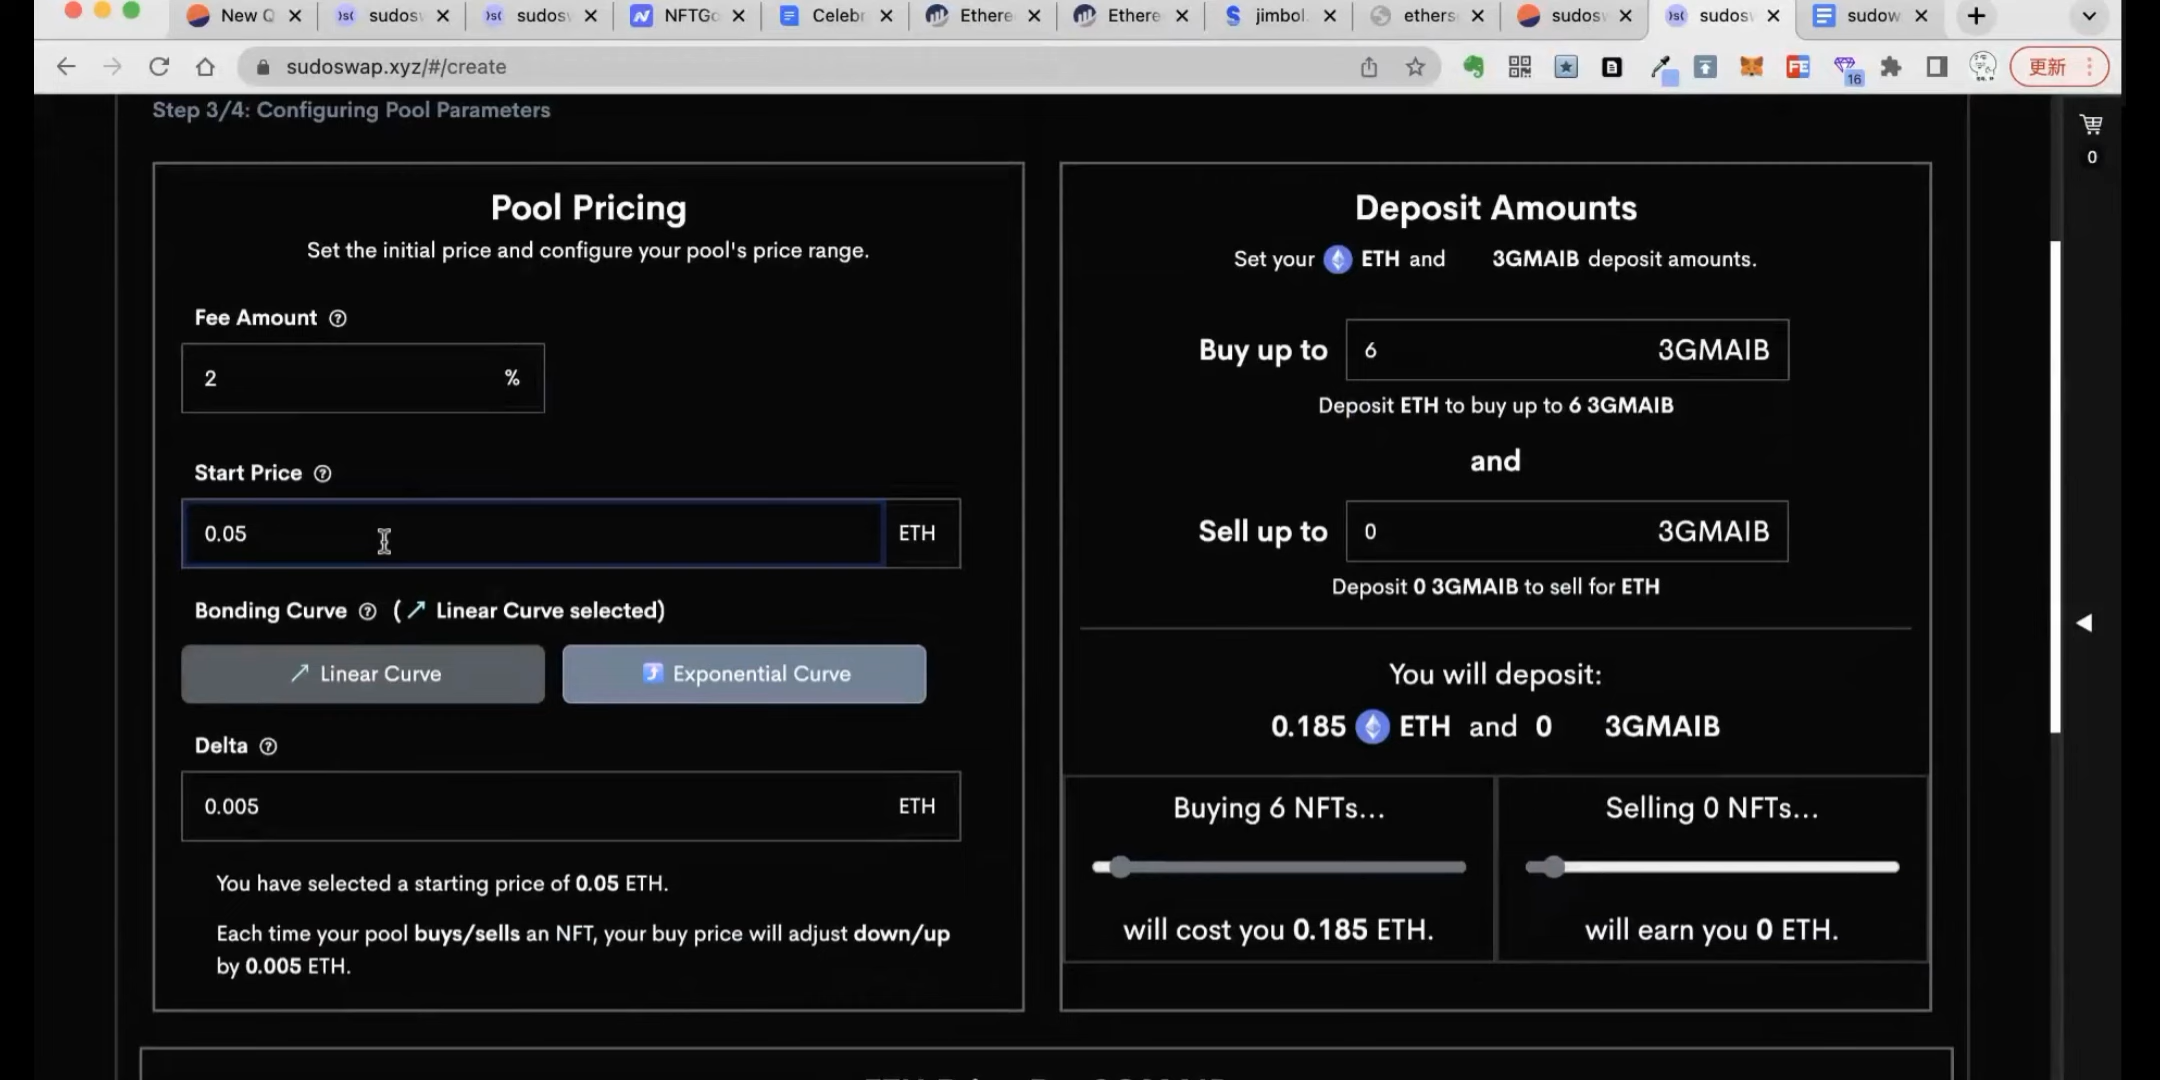 New Q
sudos
sudos
NFTGo
Celebr
Ethere
Ethere
jimbol
ethers
sudos
sudos
sudow
sudoswap.xyz/#/create
FE
16
更新
Step 3/4: Configuring Pool Parameters
0
Pool Pricing
Set the initial price and configure your pool's price range.
Fee Amount ?
2 %
Start Price ?
0.05 ETH
Bonding Curve ? (↗ Linear Curve selected)
↗ Linear Curve
Exponential Curve
Delta ?
0.005 ETH
You have selected a starting price of 0.05 ETH.
Each time your pool buys/sells an NFT, your buy price will adjust down/up
by 0.005 ETH.
Deposit Amounts
Set your ETH and 3GMAIB deposit amounts.
Buy up to 6 3GMAIB
Deposit ETH to buy up to 6 3GMAIB
and
Sell up to 0 3GMAIB
Deposit 0 3GMAIB to sell for ETH
You will deposit:
0.185 ETH and 0 3GMAIB
Buying 6 NFTs...
will cost you 0.185 ETH.
Selling 0 NFTs...
will earn you 0 ETH.